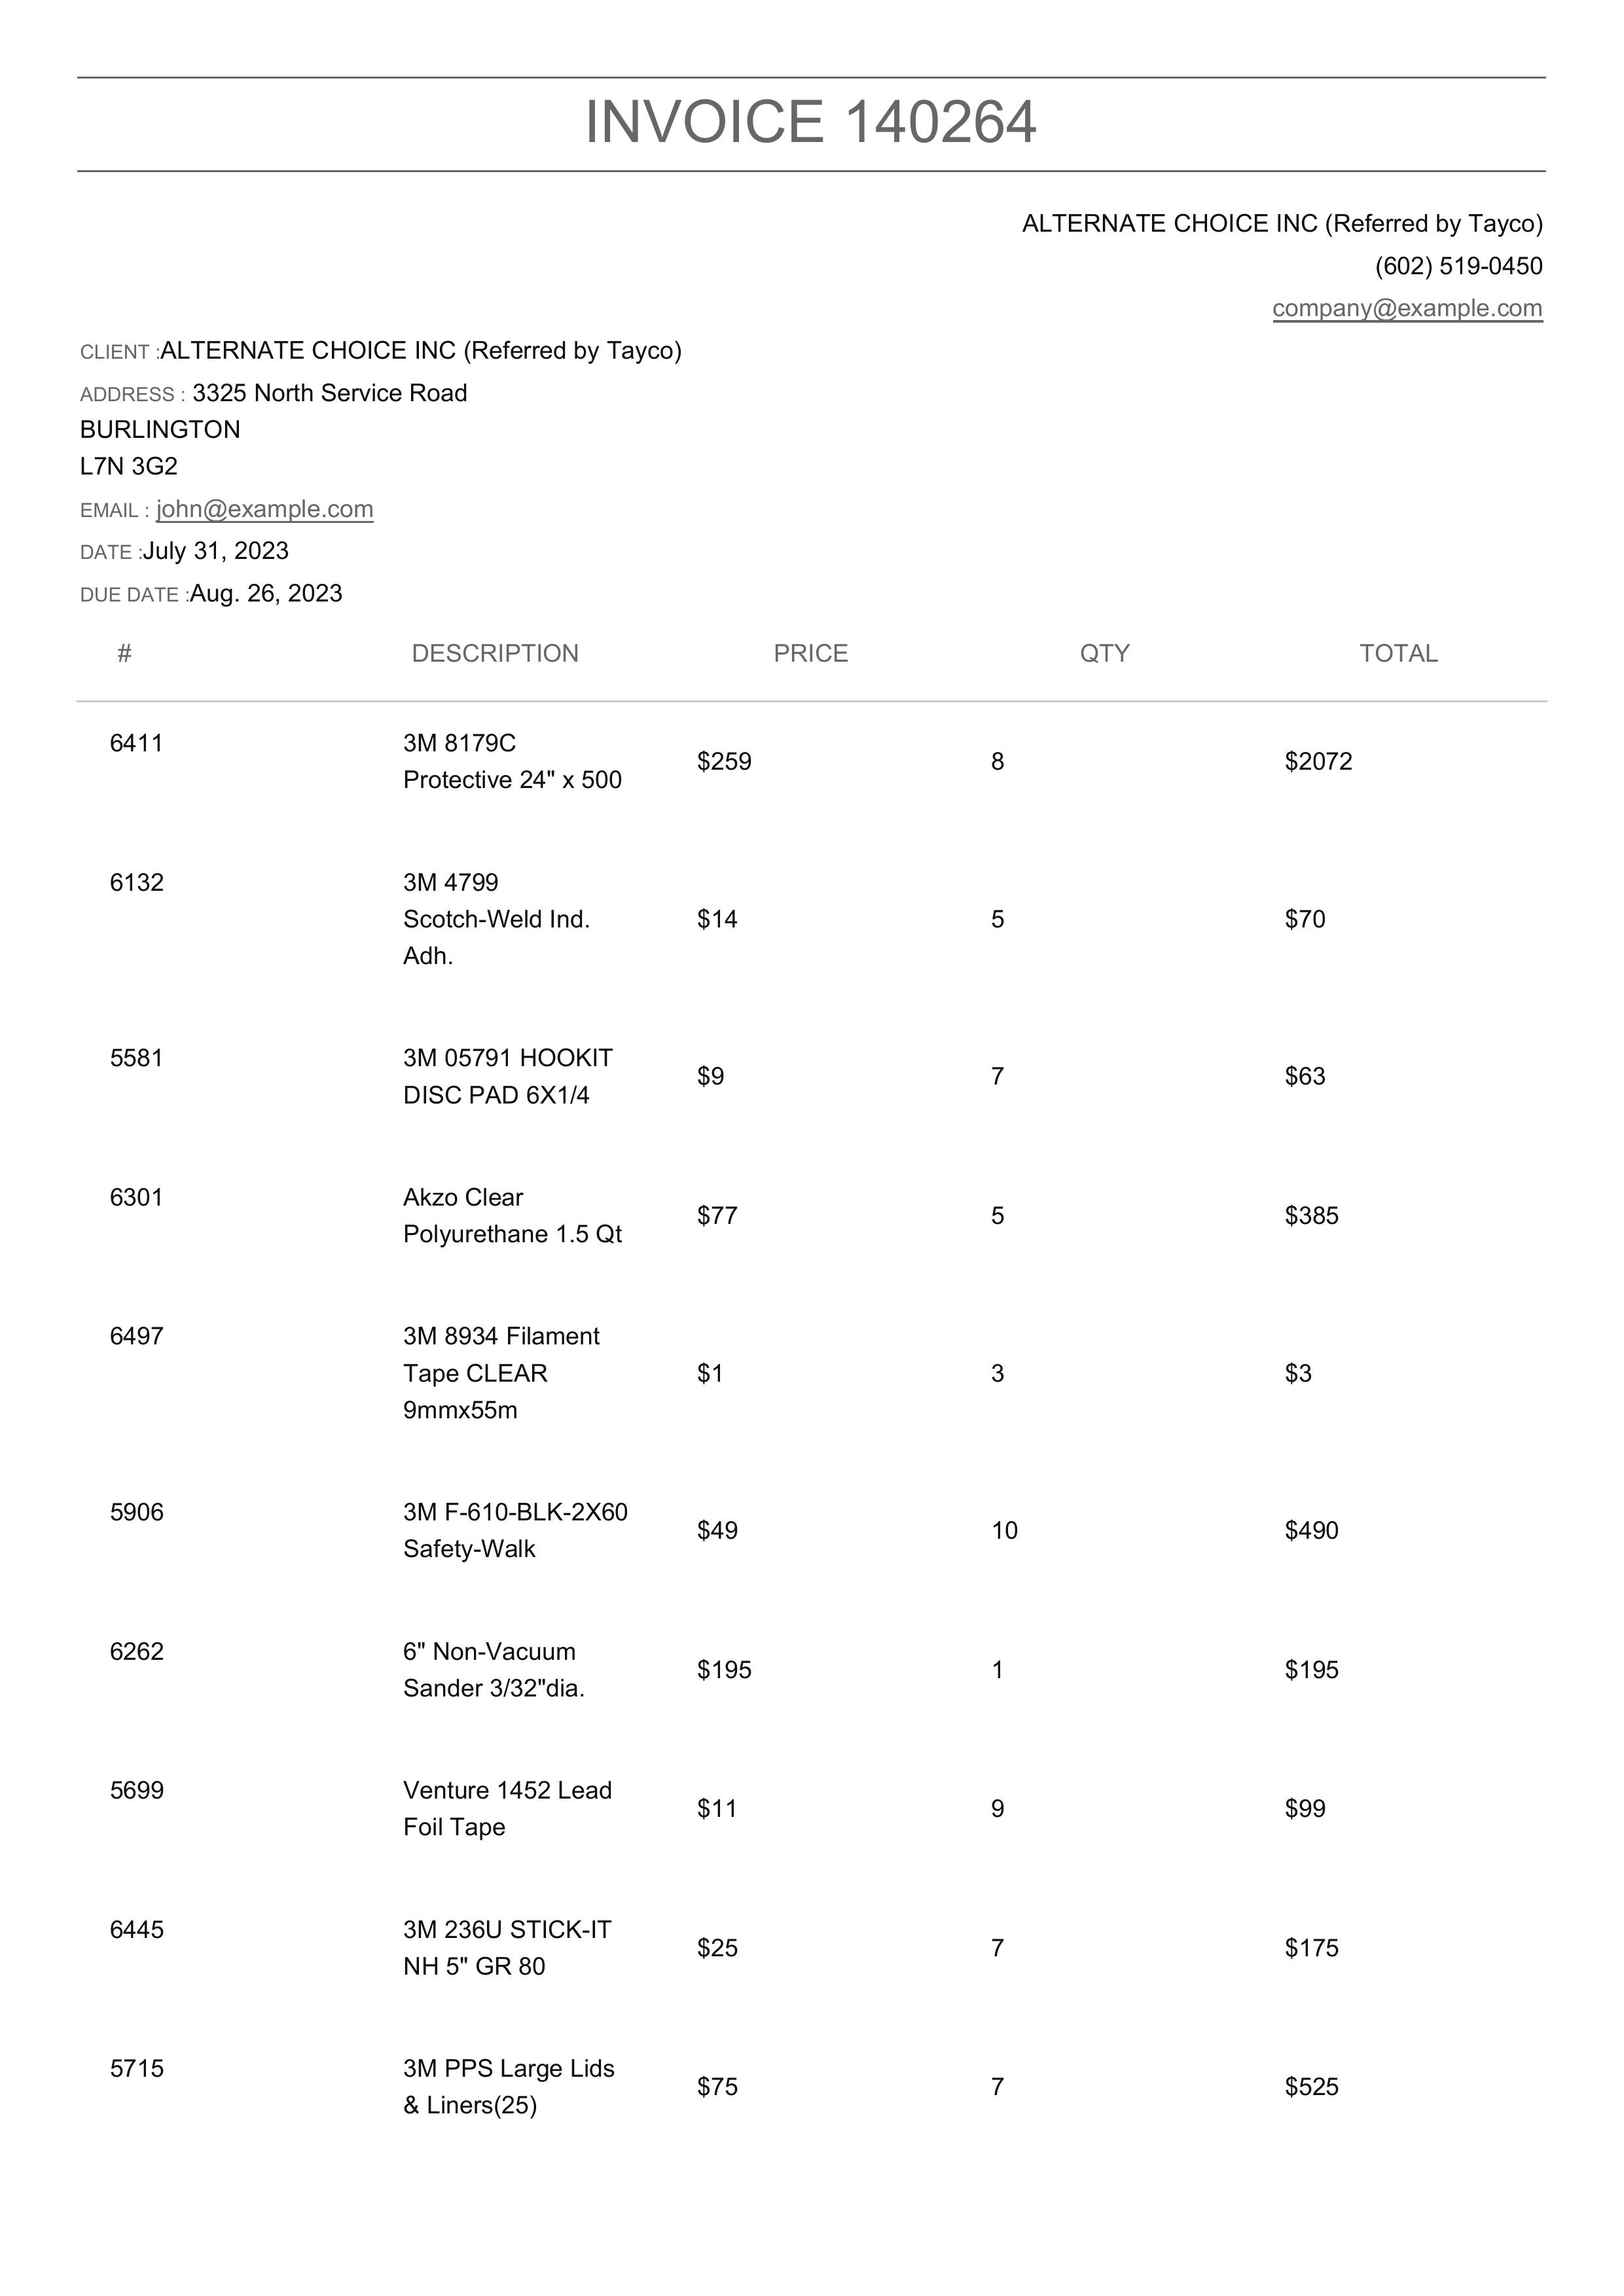 INVOICE 140264
ALTERNATE CHOICE INC (Referred by Tayco)
(602) 519-0450
company@example.com
CLIENT :ALTERNATE CHOICE INC (Referred by Tayco)
ADDRESS : 3325 North Service Road
BURLINGTON
L7N 3G2
EMAIL : john@example.com
DATE :July 31, 2023
DUE DATE :Aug. 26, 2023
# DESCRIPTION PRICE QTY TOTAL
6411 3M 8179C
Protective 24" x 500 $259 8 $2072
6132 3M 4799
Scotch-Weld Ind. $14 5 $70
Adh.
5581 3M 05791 HOOKIT
DISC PAD 6X1/4 $9 7 $63
6301 Akzo Clear
Polyurethane 1.5 Qt $77 5 $385
6497 3M 8934 Filament
Tape CLEAR $1 3 $3
9mmx55m
5906 3M F-610-BLK-2X60
Safety-Walk $49 10 $490
6262 6" Non-Vacuum
Sander 3/32"dia. $195 1 $195
5699 Venture 1452 Lead
Foil Tape $11 9 $99
6445 3M 236U STICK-IT
NH 5" GR 80 $25 7 $175
5715 3M PPS Large Lids
& Liners(25) $75 7 $525